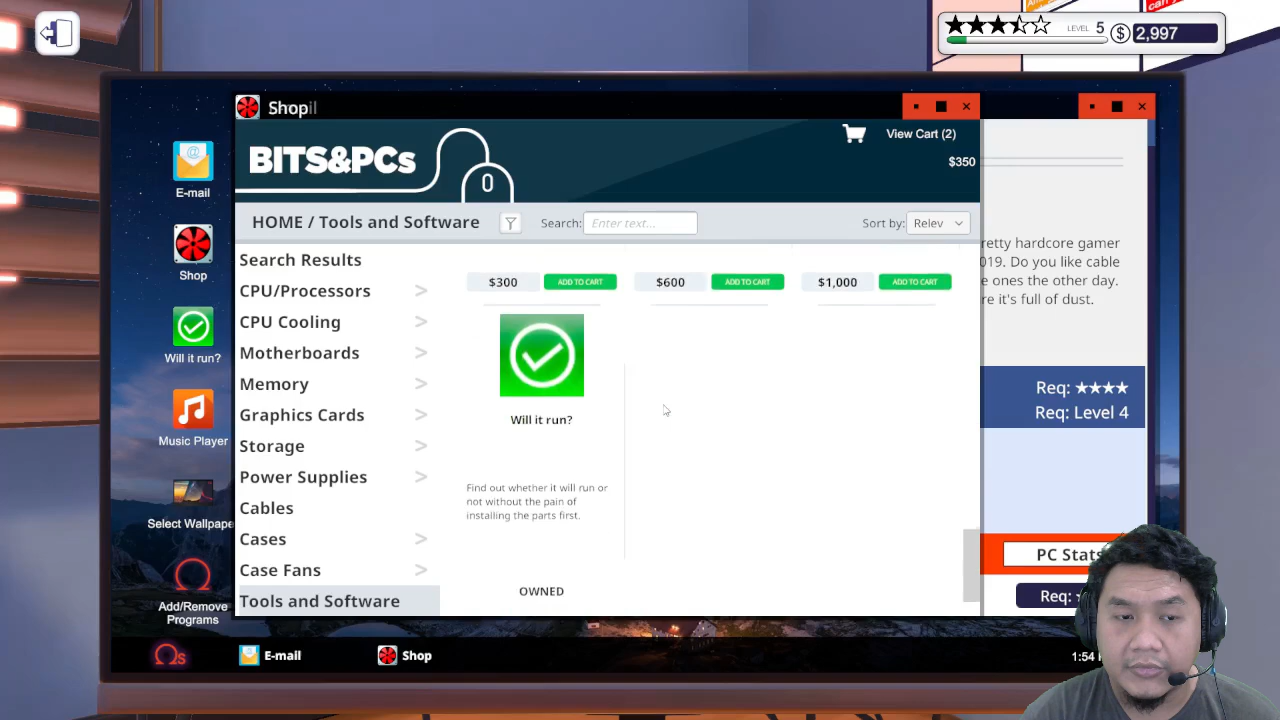 LEVEL 5
$ 2,997
Shop
View Cart (2)
$350
BITS&PCs
HOME / Tools and Software
Search:
Enter text...
Sort by:
Relev
Search Results
CPU/Processors
CPU Cooling
Motherboards
Memory
Graphics Cards
Storage
Power Supplies
Cables
Cases
Case Fans
Tools and Software
$300
ADD TO CART
$600
ADD TO CART
$1,000
ADD TO CART
Will it run?
Find out whether it will run or
not without the pain of
installing the parts first.
OWNED
E-mail
Shop
Will it run?
Music Player
Select Wallpape
Add/Remove
Programs
retty hardcore gamer
019. Do you like cable
e ones the other day.
re it's full of dust.
Req: ★★★★
Req: Level 4
PC Stats
Req:
Ωs
E-mail
Shop
1:54